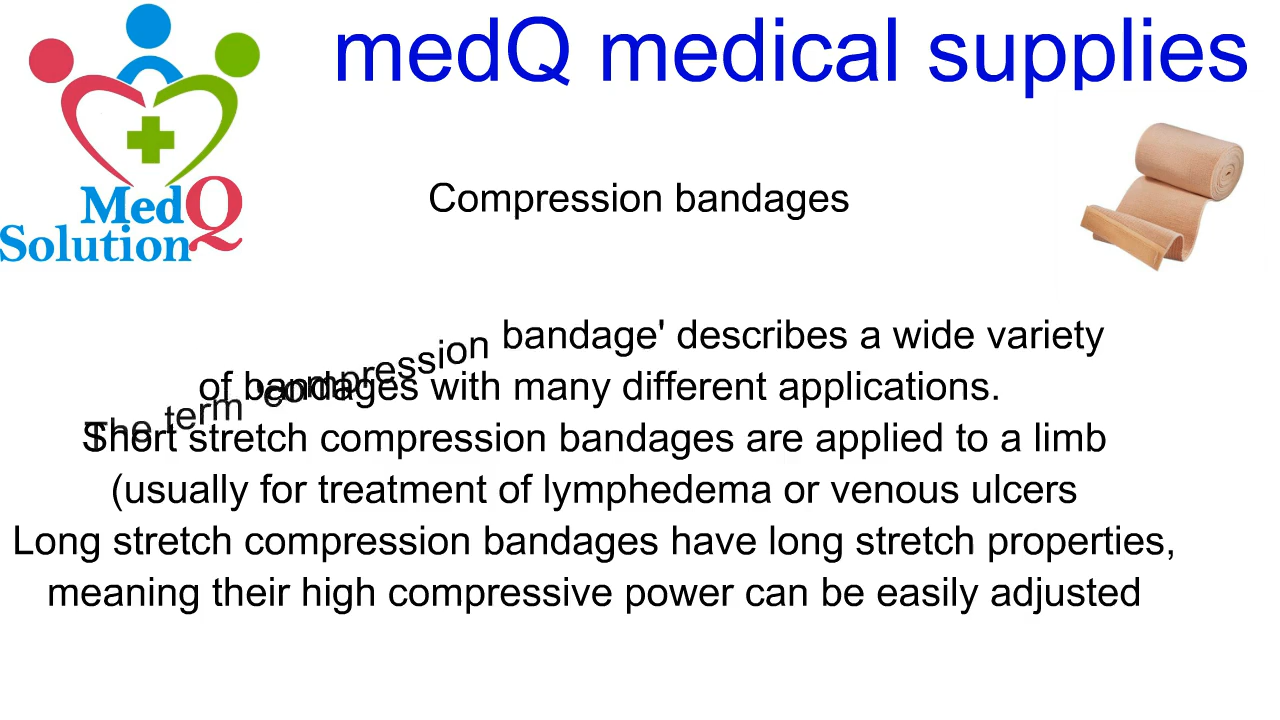 medQ medical supplies
MedQ
Solution
Compression bandages
The term 'compression bandage' describes a wide variety
of bandages with many different applications.
Short stretch compression bandages are applied to a limb
(usually for treatment of lymphedema or venous ulcers
Long stretch compression bandages have long stretch properties,
meaning their high compressive power can be easily adjusted